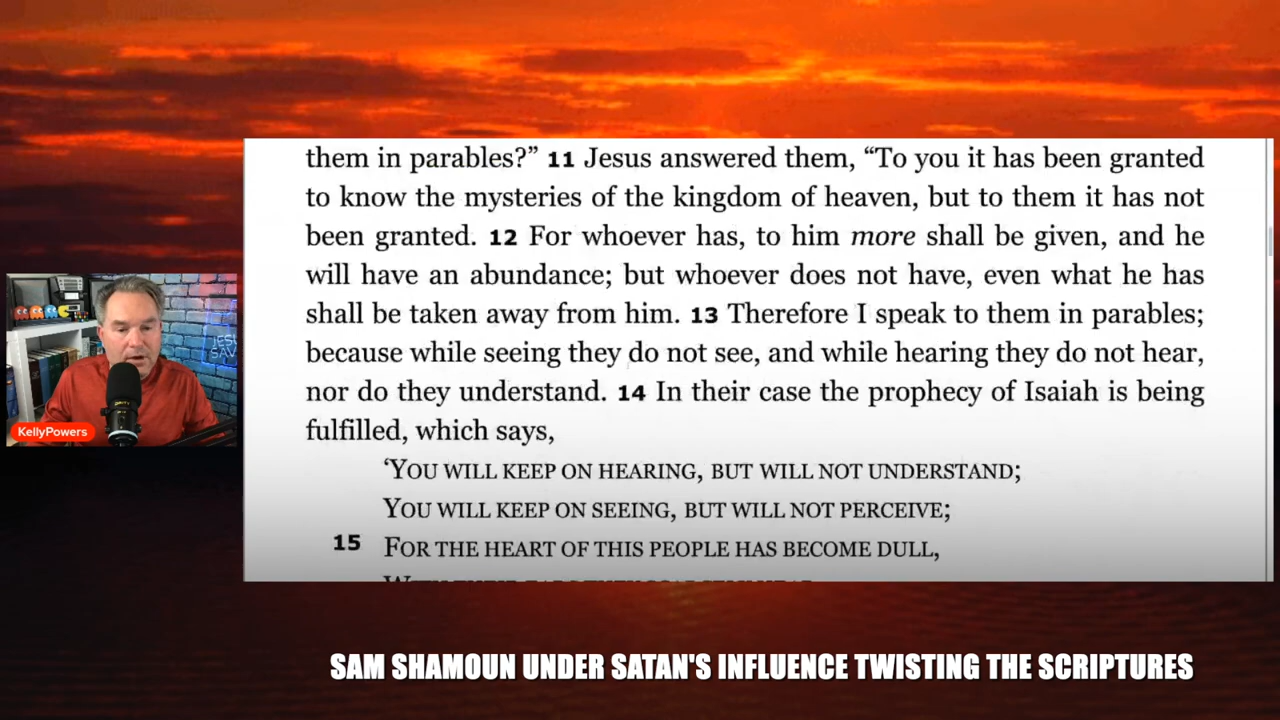 them in parables?” 11 Jesus answered them, “To you it has been granted
to know the mysteries of the kingdom of heaven, but to them it has not
been granted. 12 For whoever has, to him more shall be given, and he
will have an abundance; but whoever does not have, even what he has
shall be taken away from him. 13 Therefore I speak to them in parables;
because while seeing they do not see, and while hearing they do not hear,
nor do they understand. 14 In their case the prophecy of Isaiah is being
fulfilled, which says,
‘YOU WILL KEEP ON HEARING, BUT WILL NOT UNDERSTAND;
YOU WILL KEEP ON SEEING, BUT WILL NOT PERCEIVE;
15 FOR THE HEART OF THIS PEOPLE HAS BECOME DULL,
KellyPowers
SAM SHAMOUN UNDER SATAN'S INFLUENCE TWISTING THE SCRIPTURES